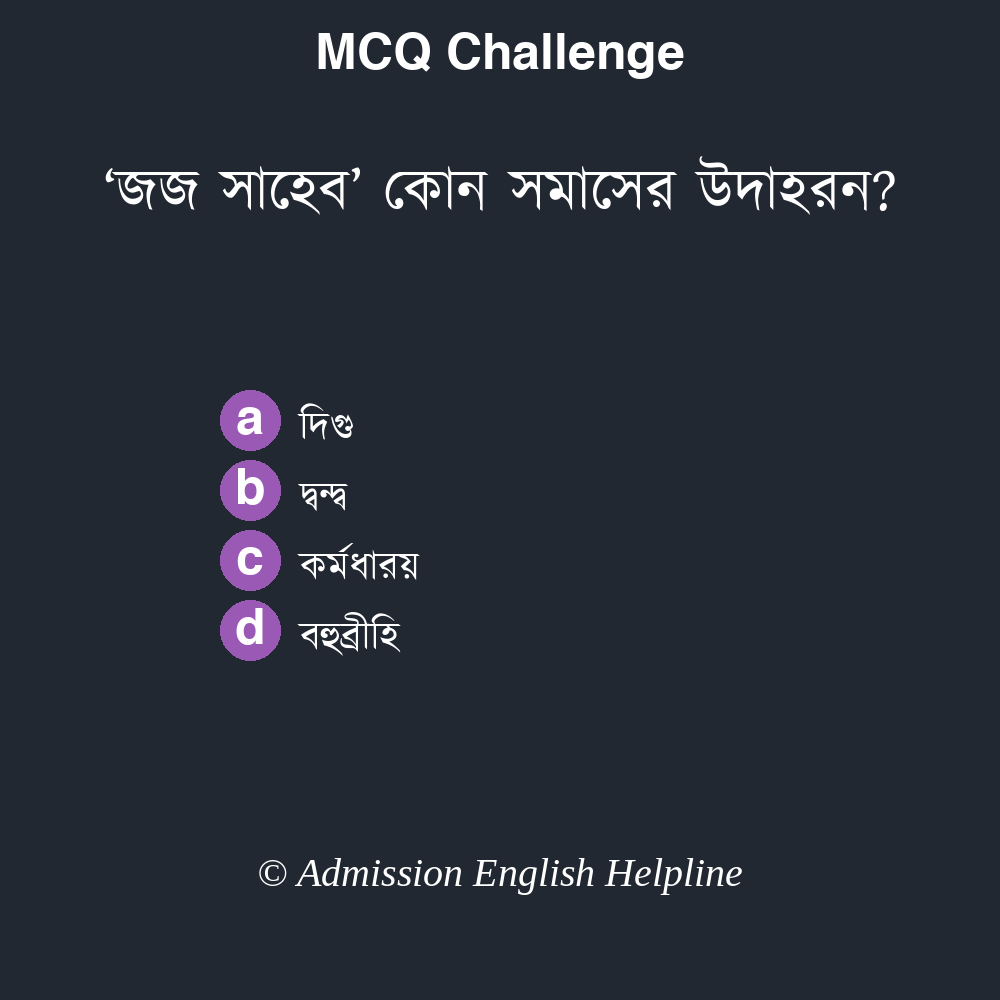 MCQ Challenge
‘জজ সাহেব’ কোন সমাসের উদাহরন?
a দিগু
b দ্বন্দ্ব
c কর্মধারয়
d বহুব্রীহি
© Admission English Helpline